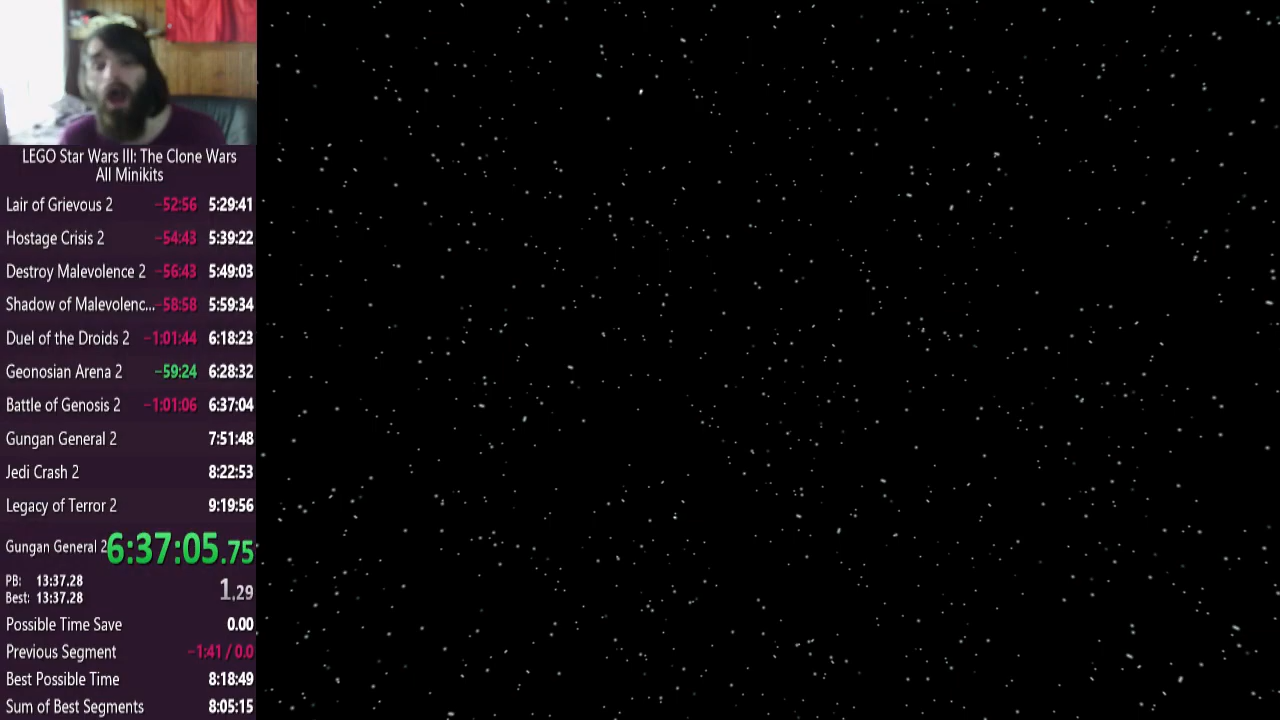 LEGO Star Wars III: The Clone Wars
All Minikits
Lair of Grievous 2 −52:56 5:29:41
Hostage Crisis 2 −54:43 5:39:22
Destroy Malevolence 2 −56:43 5:49:03
Shadow of Malevolenc... −58:58 5:59:34
Duel of the Droids 2 −1:01:44 6:18:23
Geonosian Arena 2 −59:24 6:28:32
Battle of Genosis 2 −1:01:06 6:37:04
Gungan General 2 7:51:48
Jedi Crash 2 8:22:53
Legacy of Terror 2 9:19:56
Gungan General 2 6:37:05.75
PB: 13:37.28 1.29
Best: 13:37.28
Possible Time Save 0.00
Previous Segment −1:41 / 0.0
Best Possible Time 8:18:49
Sum of Best Segments 8:05:15